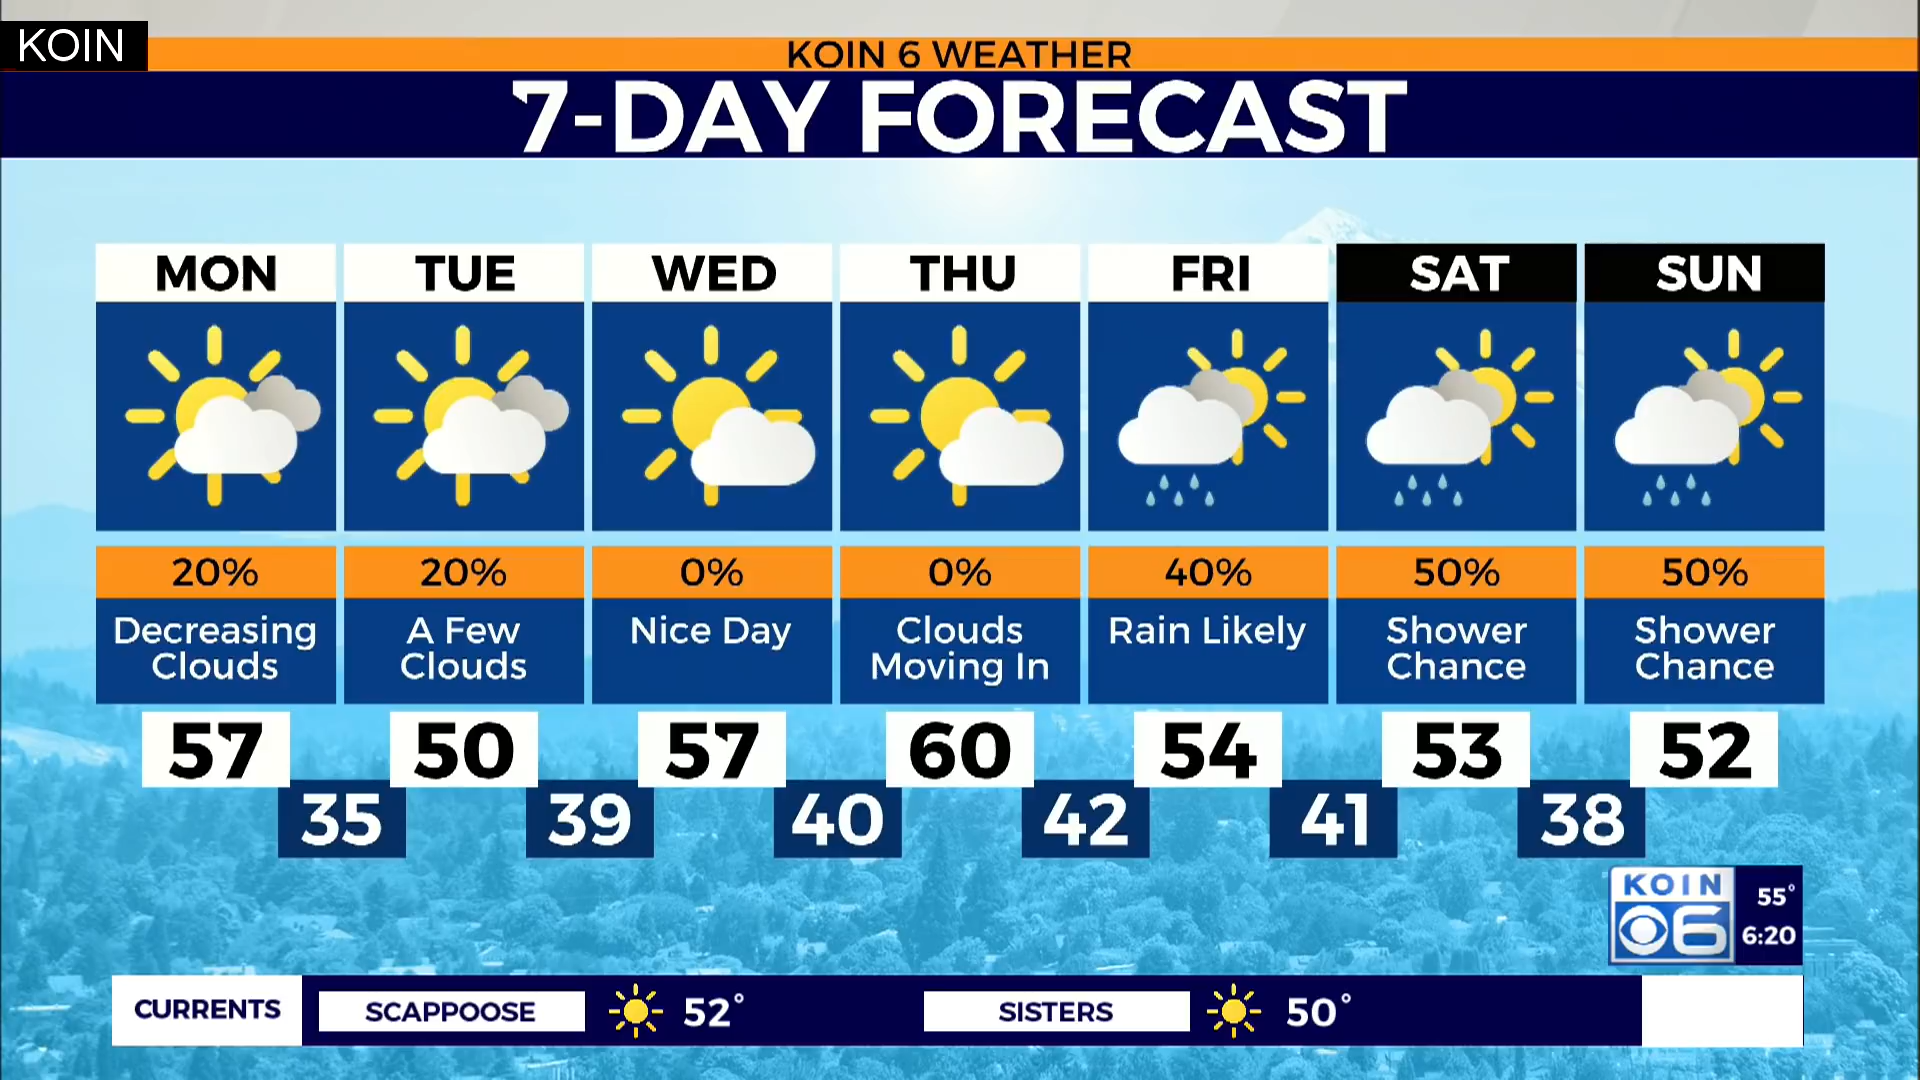 KOIN
KOIN 6 WEATHER
7-DAY FORECAST
MON TUE WED THU FRI SAT SUN
20% 20% 0% 0% 40% 50% 50%
Decreasing A Few Nice Day Clouds Rain Likely Shower Shower
Clouds Clouds Moving In Chance Chance
57 50 57 60 54 53 52
35 39 40 42 41 38
KOIN 55°
6 6:20
CURRENTS SCAPPOOSE 52° SISTERS 50°